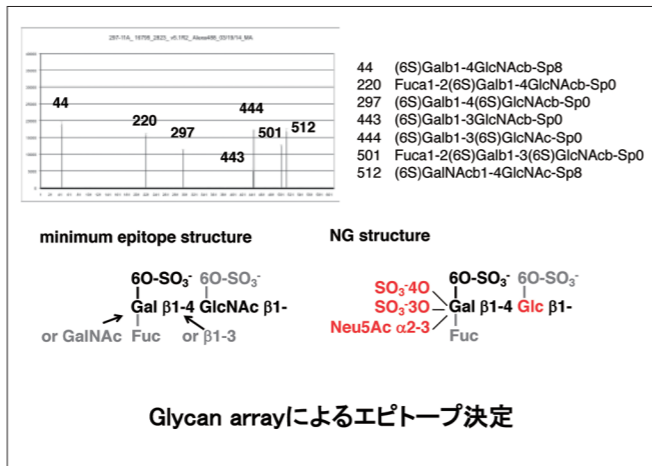 44
220
297
443
444
501
512
44 (6S)Galb1-4GlcNAcb-Sp8
220 Fuca1-2(6S)Galb1-4GlcNAcb-Sp0
297 (6S)Galb1-4(6S)GlcNAcb-Sp0
443 (6S)Galb1-3GlcNAcb-Sp0
444 (6S)Galb1-3(6S)GlcNAc-Sp0
501 Fuca1-2(6S)Galb1-3(6S)GlcNAcb-Sp0
512 (6S)GalNAcb1-4GlcNAc-Sp8
minimum epitope structure
6O-SO₃⁻ 6O-SO₃⁻
Gal β1-4 GlcNAc β1-
or GalNAc Fuc or β1-3
NG structure
6O-SO₃⁻ 6O-SO₃⁻
SO₃⁻4O
SO₃⁻3O Gal β1-4 Glc β1-
Neu5Ac α2-3
Fuc
Glycan arrayによるエピトープ決定